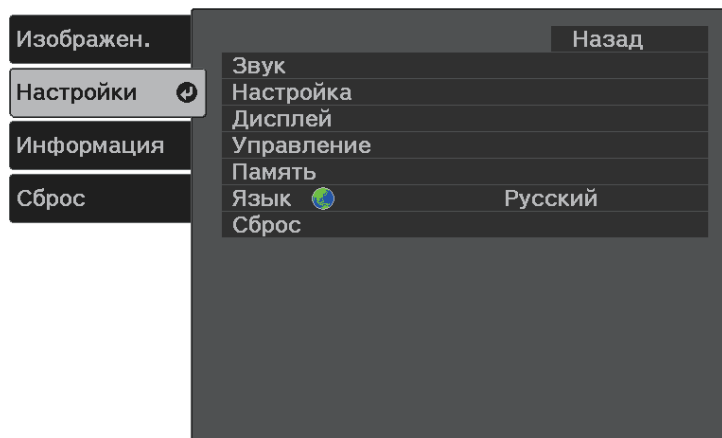 Изображен.
Настройки
Информация
Сброс
Назад
Звук
Настройка
Дисплей
Управление
Память
Язык Русский
Сброс